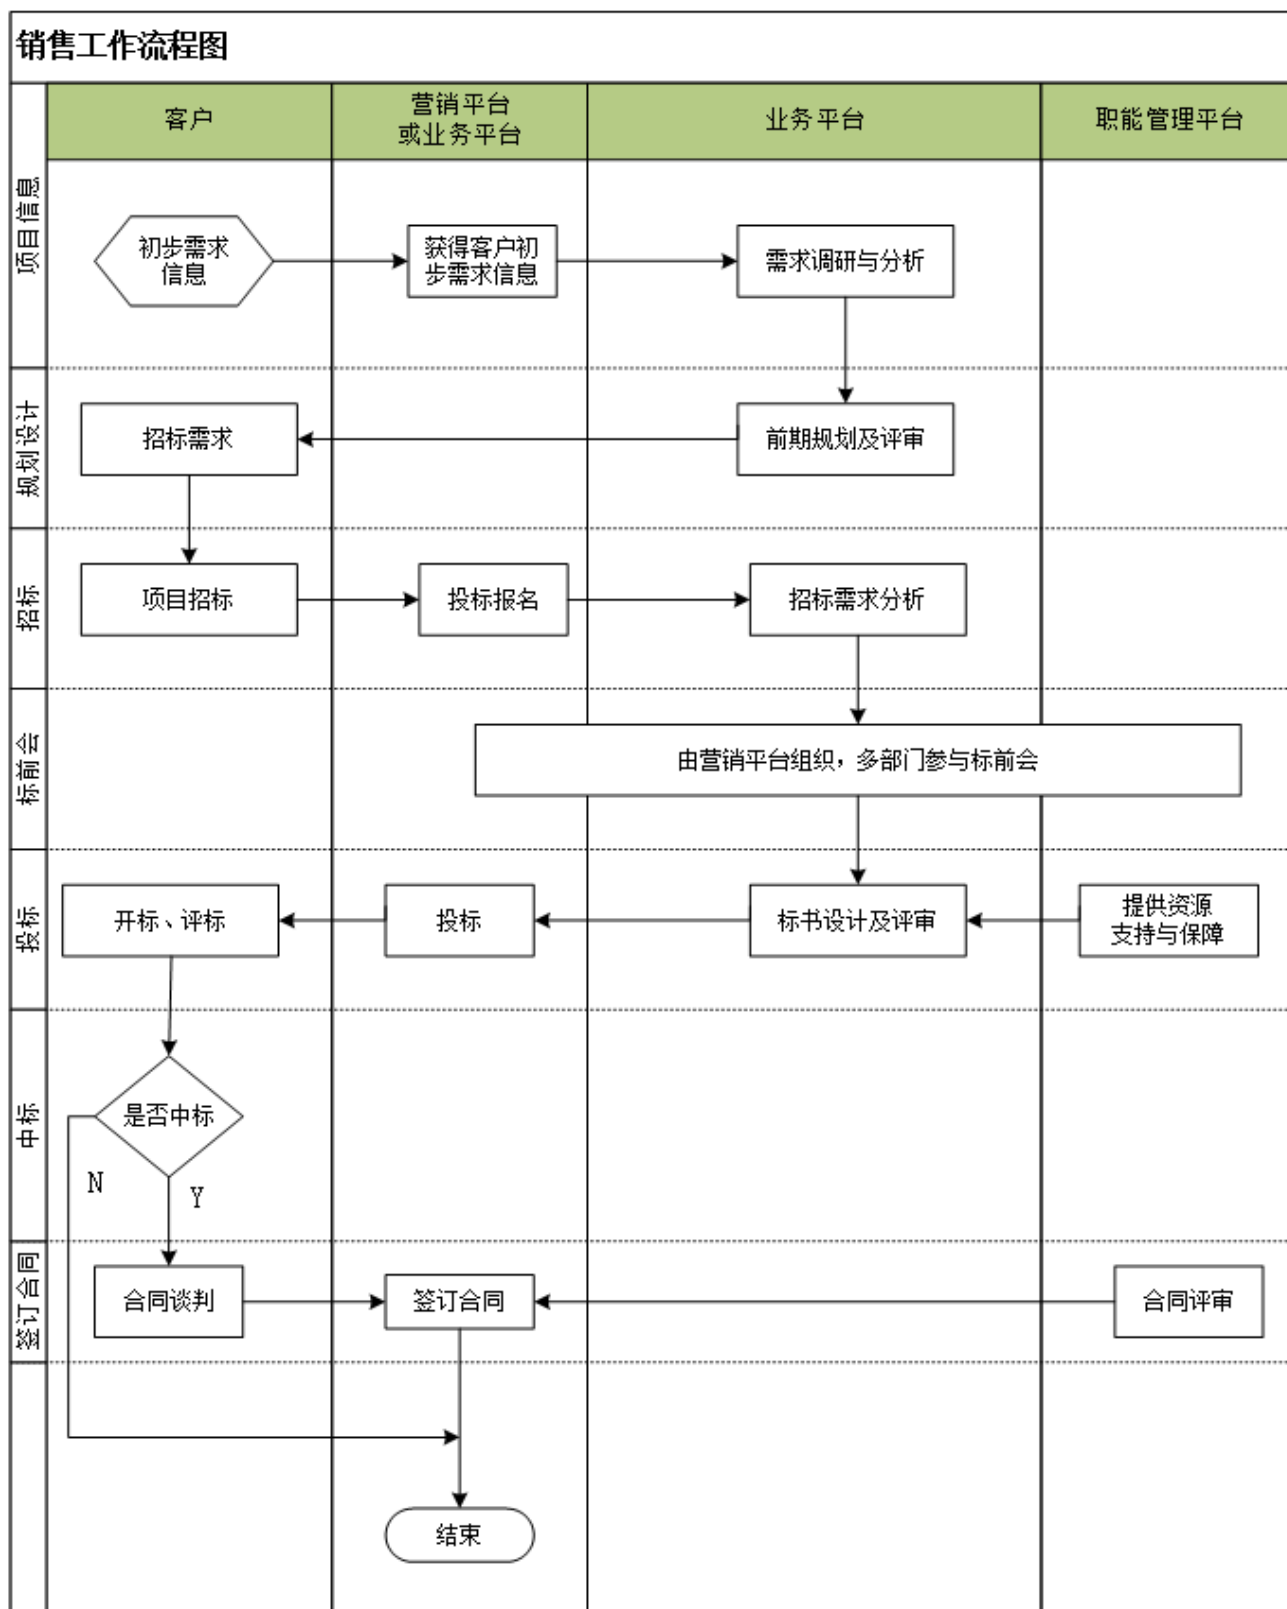 销售工作流程图
客户
营销平台
或业务平台
业务平台
职能管理平台
项目信息
初步需求
信息
获得客户初
步需求信息
需求调研与分析
规划设计
招标需求
前期规划及评审
招标
项目招标
投标报名
招标需求分析
标前会
由营销平台组织，多部门参与标前会
投标
开标、评标
投标
标书设计及评审
提供资源
支持与保障
中标
是否中标
N
Y
签订合同
合同谈判
签订合同
合同评审
结束